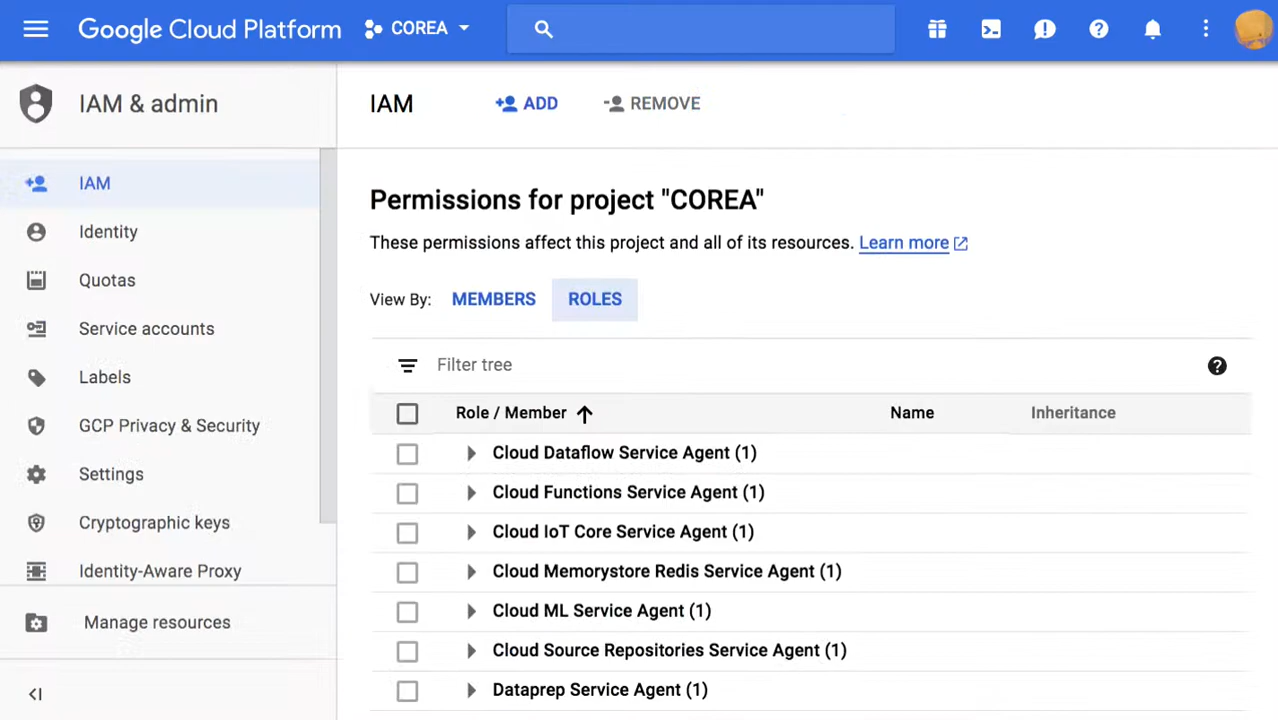 Google Cloud Platform COREA
IAM & admin
IAM ADD REMOVE
IAM
Identity
Quotas
Service accounts
Labels
GCP Privacy & Security
Settings
Cryptographic keys
Identity-Aware Proxy
Manage resources
Permissions for project "COREA"
These permissions affect this project and all of its resources. Learn more
View By: MEMBERS ROLES
Filter tree
Role / Member Name Inheritance
Cloud Dataflow Service Agent (1)
Cloud Functions Service Agent (1)
Cloud IoT Core Service Agent (1)
Cloud Memorystore Redis Service Agent (1)
Cloud ML Service Agent (1)
Cloud Source Repositories Service Agent (1)
Dataprep Service Agent (1)